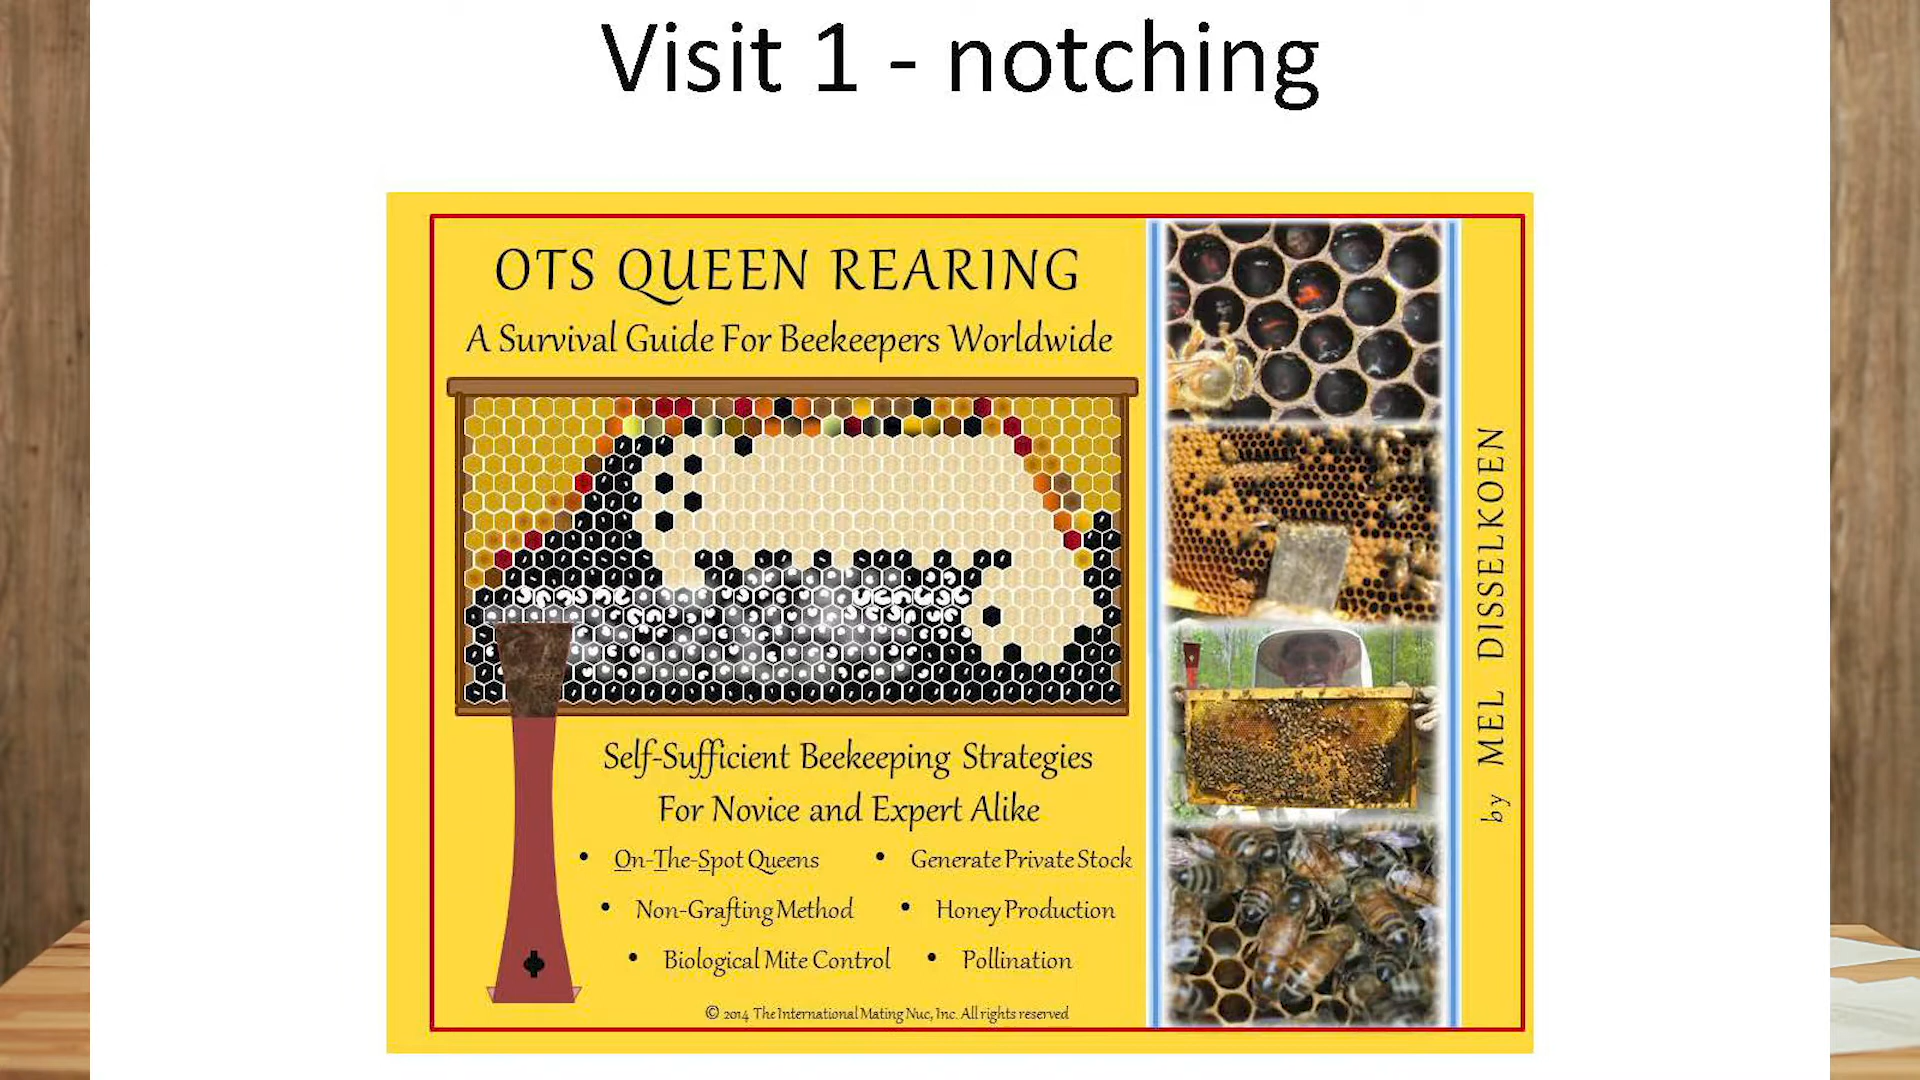 Visit 1 - notching
OTS QUEEN REARING
A Survival Guide For Beekeepers Worldwide
Self-Sufficient Beekeeping Strategies
For Novice and Expert Alike
• On-The-Spot Queens
• Generate Private Stock
• Non-Grafting Method
• Honey Production
• Biological Mite Control
• Pollination
© 2014 The International Mating Nuc, Inc. All rights reserved
by MEL DISSELKOEN